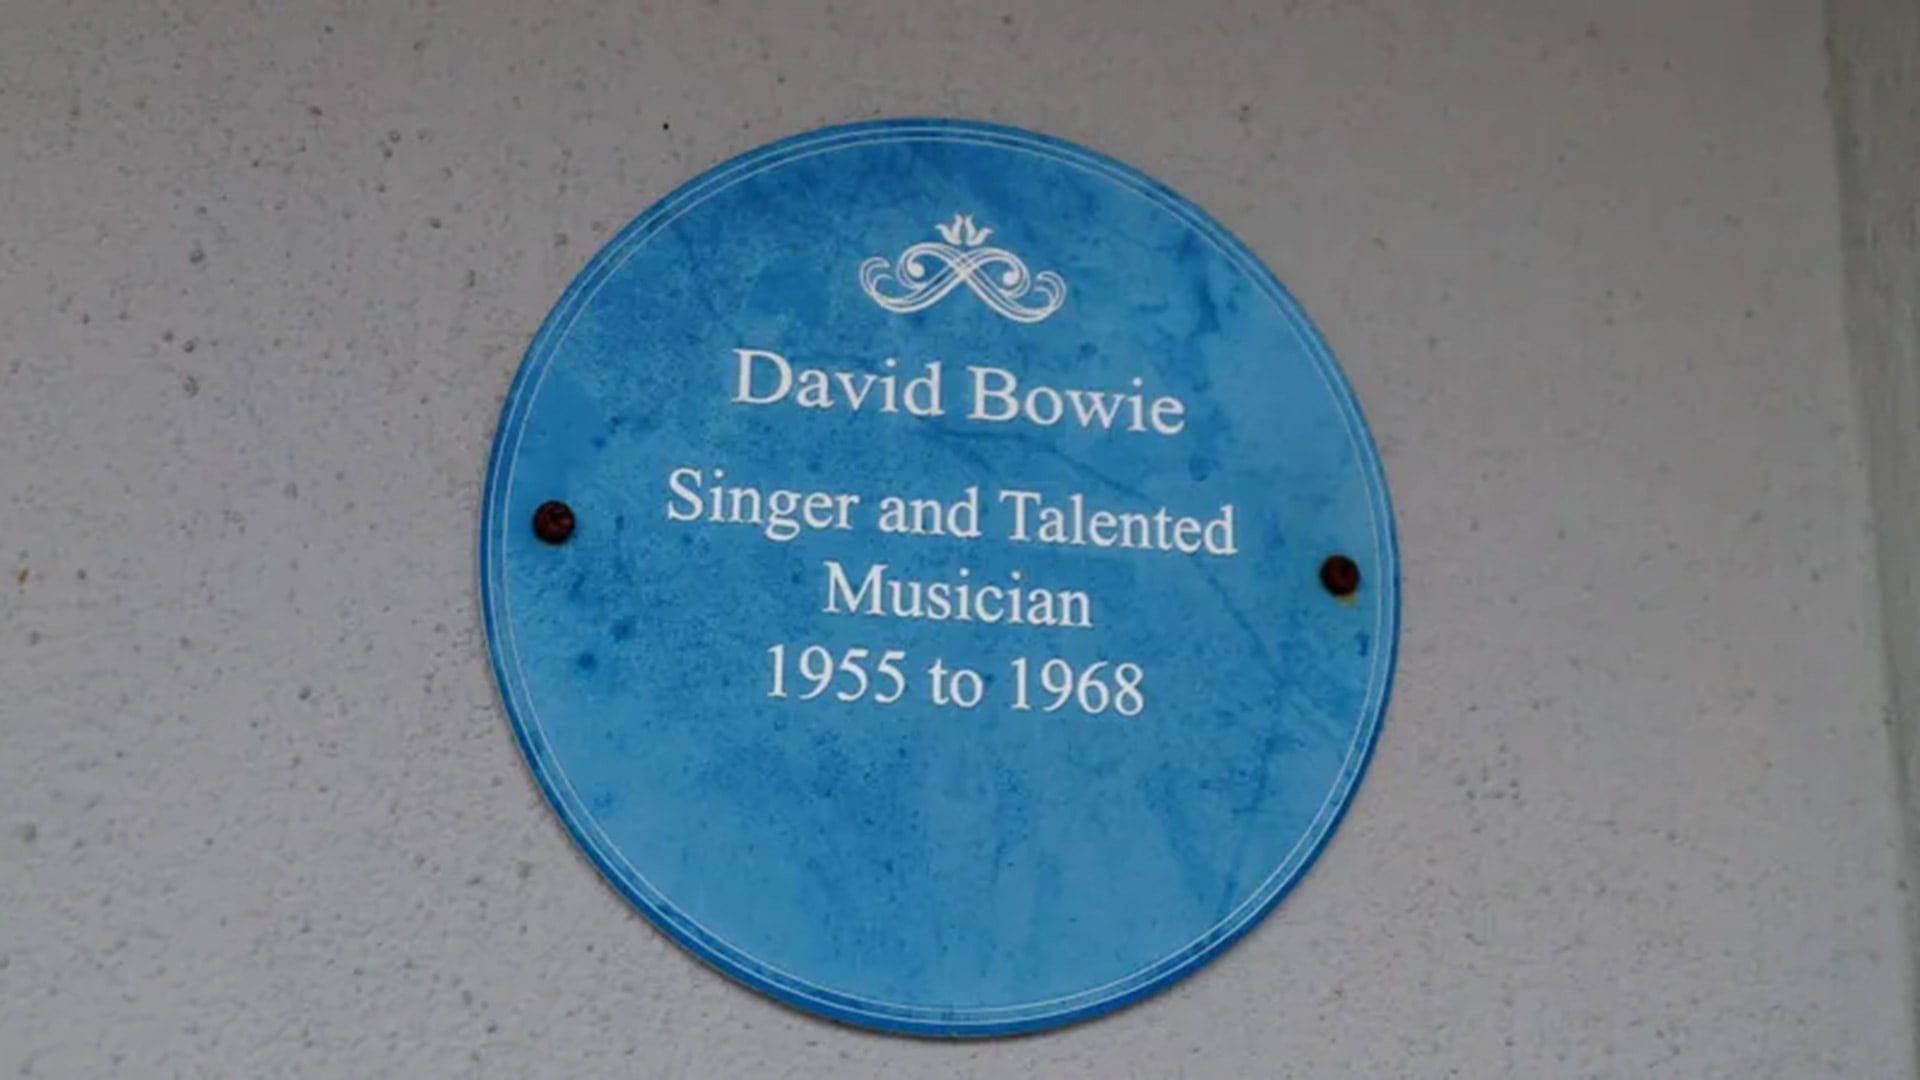 David Bowie
Singer and Talented
Musician
1955 to 1968